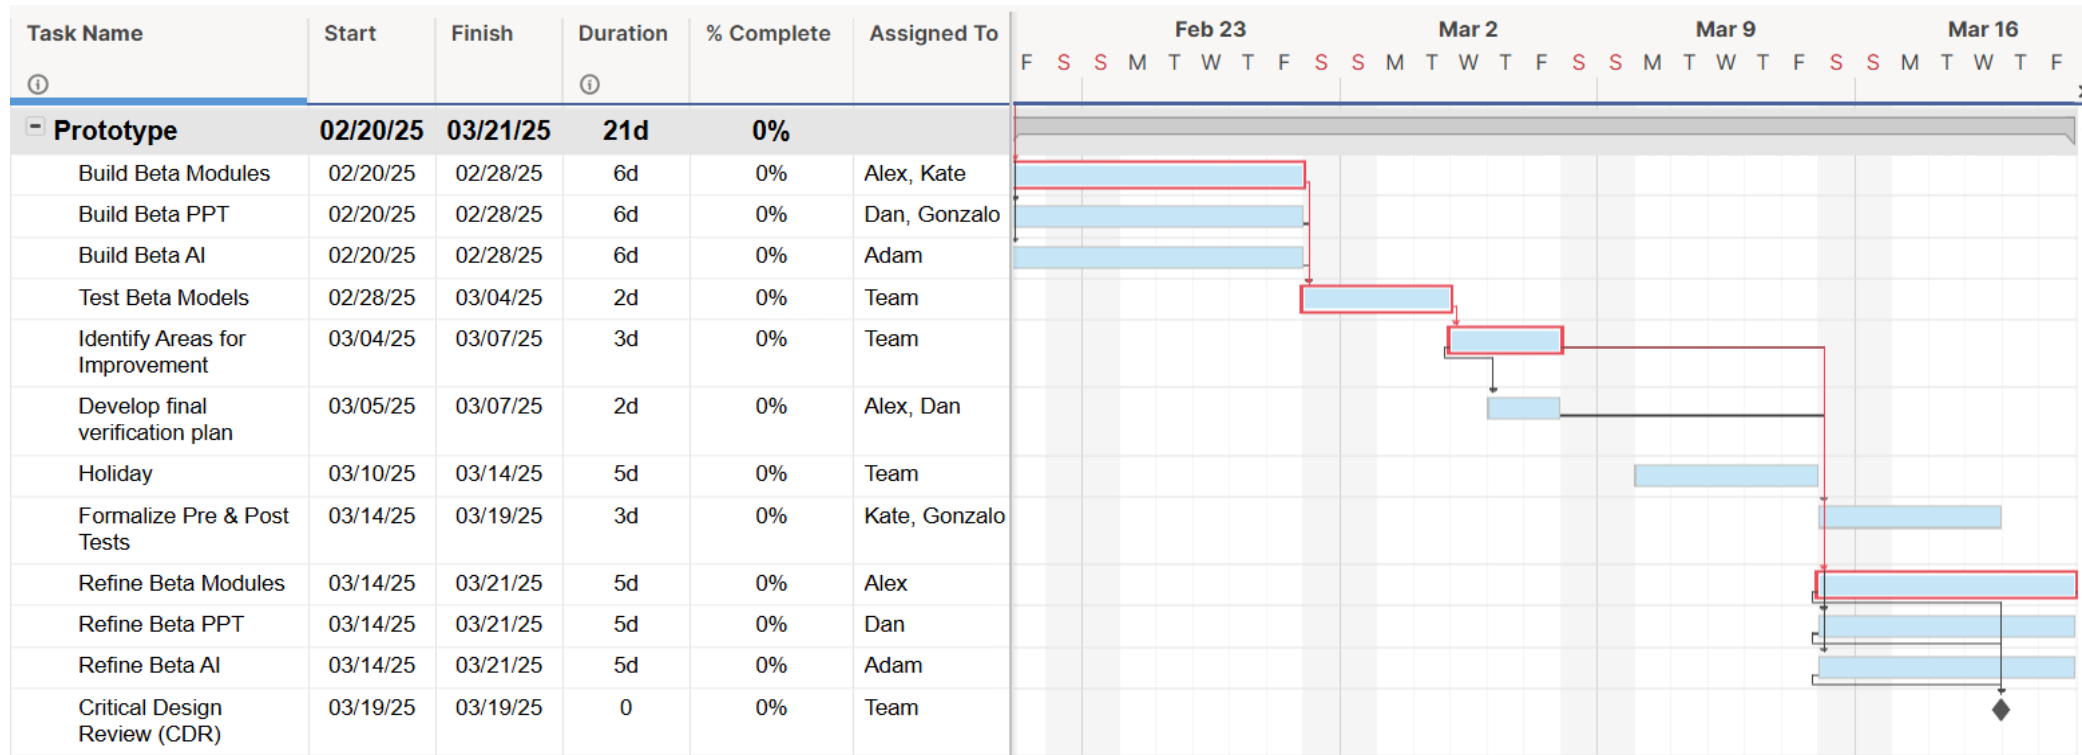 Task Name Start Finish Duration % Complete Assigned To Feb 23 Mar 2 Mar 9 Mar 16
F S S M T W T F S S M T W T F S S M T W T F S S M T W T F
Prototype 02/20/25 03/21/25 21d 0%
Build Beta Modules 02/20/25 02/28/25 6d 0% Alex, Kate
Build Beta PPT 02/20/25 02/28/25 6d 0% Dan, Gonzalo
Build Beta AI 02/20/25 02/28/25 6d 0% Adam
Test Beta Models 02/28/25 03/04/25 2d 0% Team
Identify Areas for 03/04/25 03/07/25 3d 0% Team
Improvement
Develop final 03/05/25 03/07/25 2d 0% Alex, Dan
verification plan
Holiday 03/10/25 03/14/25 5d 0% Team
Formalize Pre & Post 03/14/25 03/19/25 3d 0% Kate, Gonzalo
Tests
Refine Beta Modules 03/14/25 03/21/25 5d 0% Alex
Refine Beta PPT 03/14/25 03/21/25 5d 0% Dan
Refine Beta AI 03/14/25 03/21/25 5d 0% Adam
Critical Design 03/19/25 03/19/25 0 0% Team
Review (CDR)